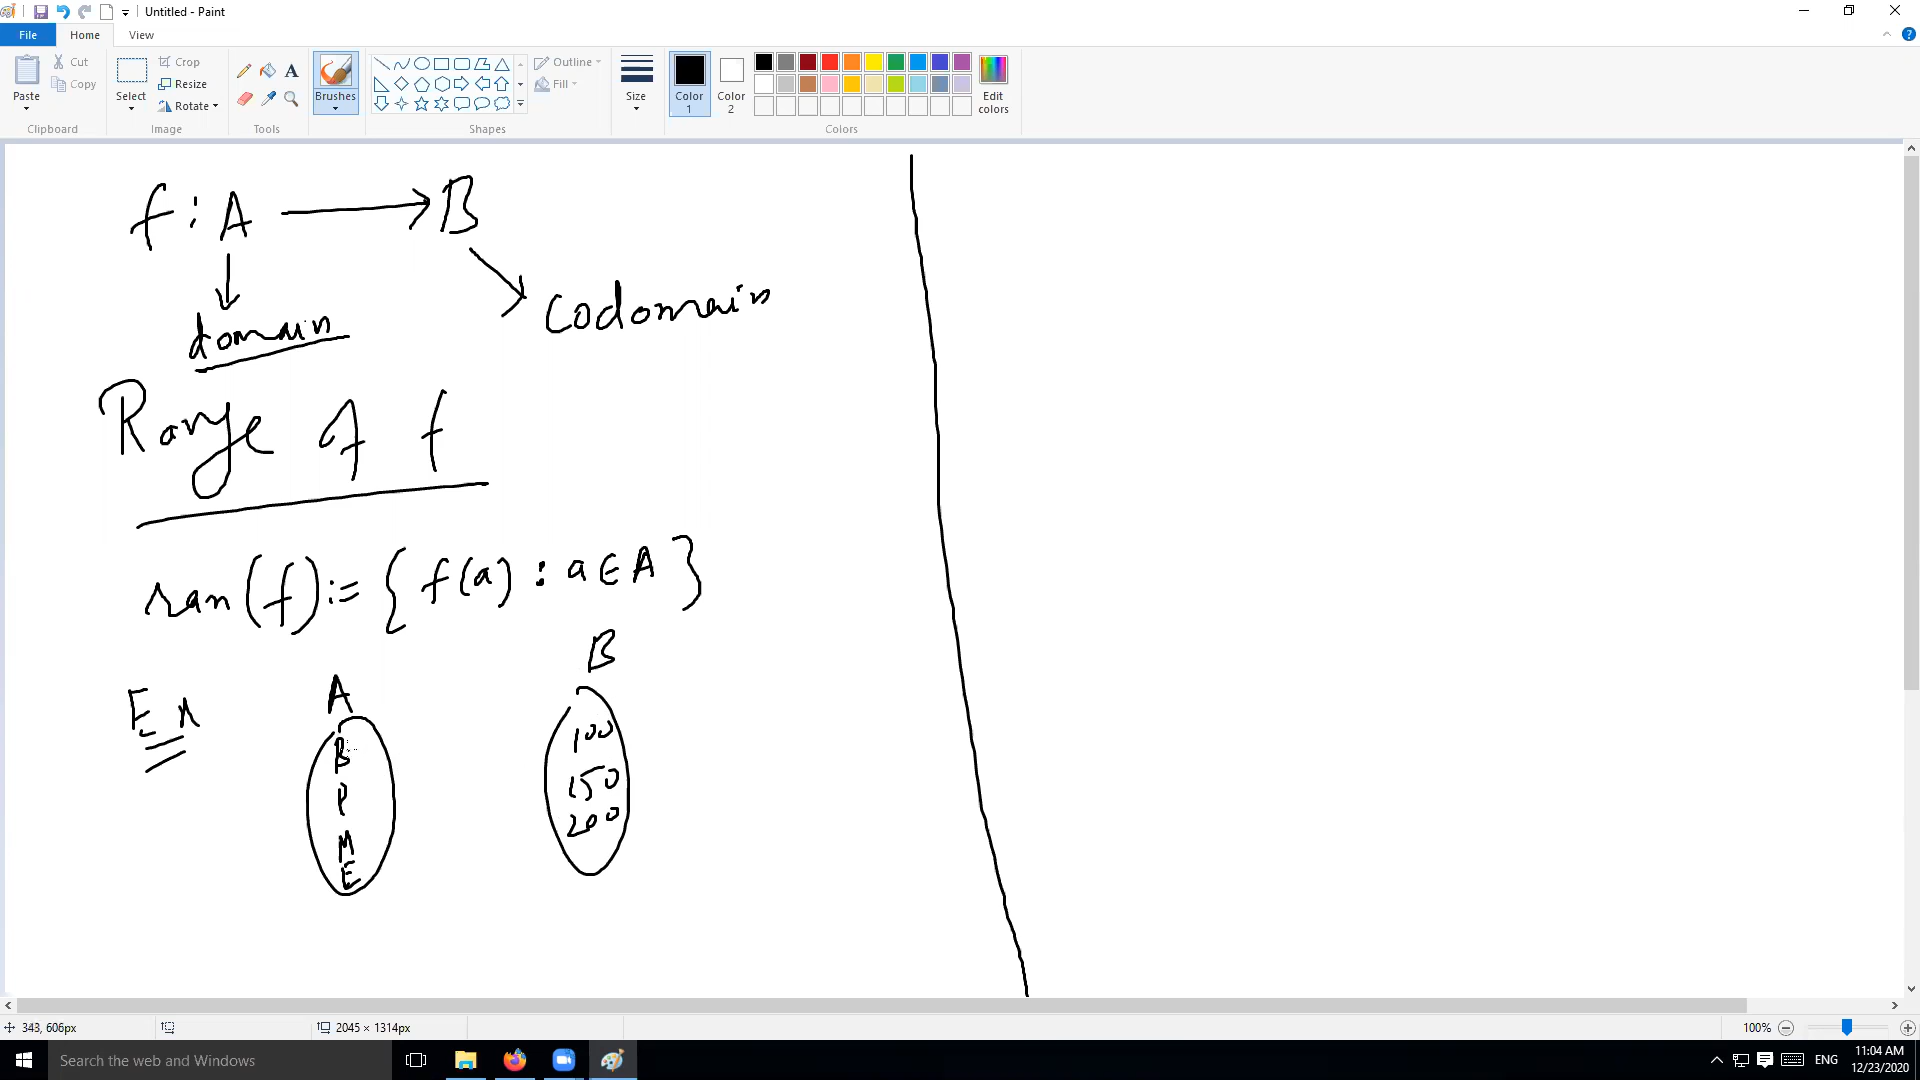 Untitled - Paint
File Home View
Paste Cut Copy Clipboard
Select Crop Resize Rotate Image
Tools
Brushes
Shapes Outline Fill
Size
Color 1 Color 2 Edit colors Colors
f : A → B
domain
Codomain
Range of f
ran(f) := { f(a) : a ∈ A }
Ex
A
B
P
M
E
B
100
150
200
343, 606px 2045 × 1314px 100%
Search the web and Windows ENG 11:04 AM
12/23/2020